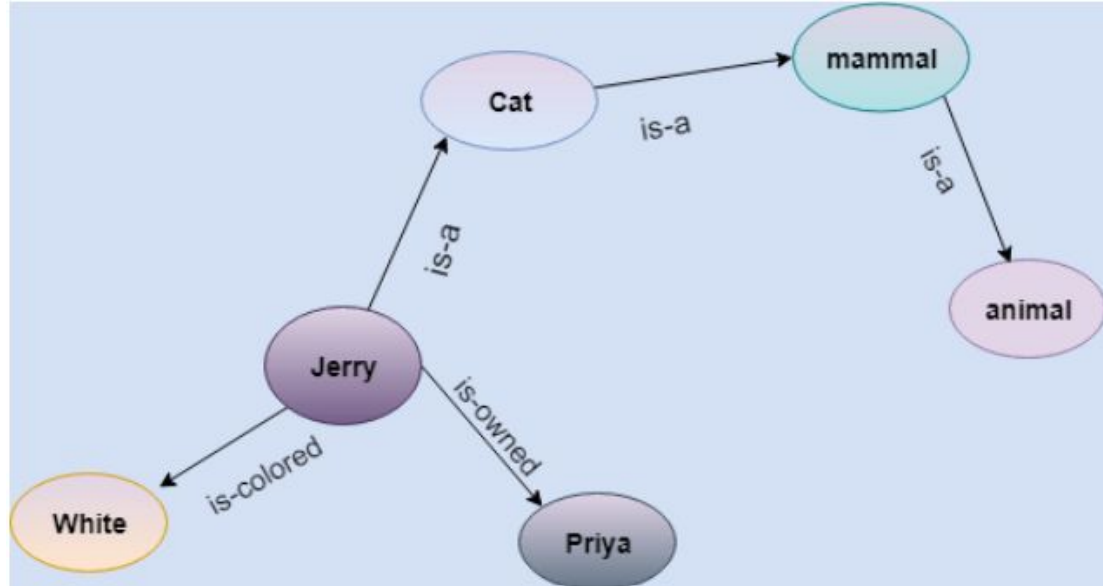 mammal
Cat
is-a
is-a
is-a
animal
Jerry
is-owned
is-colored
White
Priya